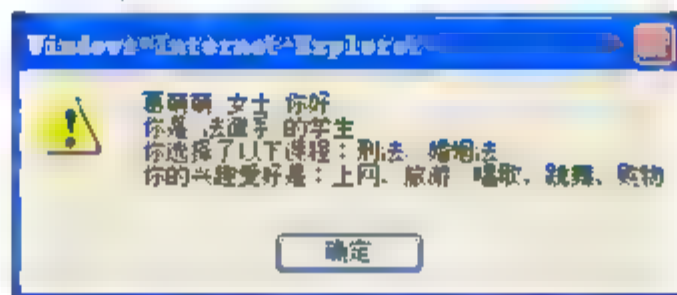 Windows Internet Explorer
萌萌 女士 你好
你是 法律系 的学生
你选择了以下课程：刑法、婚姻法
你的兴趣爱好是：上网、旅游、唱歌、跳舞、购物
确定